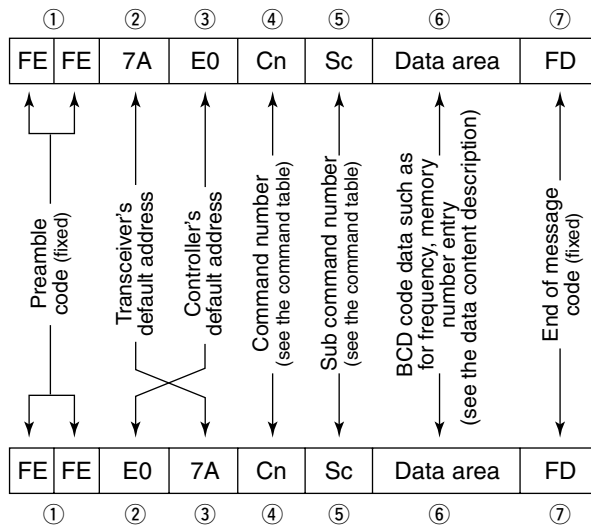 ① ② ③ ④ ⑤ ⑥ ⑦
FE FE 7A E0 Cn Sc Data area FD
Preamble
code (fixed)
Transceiver’s
default address
Controller’s
default address
Command number
(see the command table)
Sub command number
(see the command table)
BCD code data such as
for frequency, memory
number entry
(see the data content description)
End of message
code (fixed)
FE FE E0 7A Cn Sc Data area FD
① ② ③ ④ ⑤ ⑥ ⑦